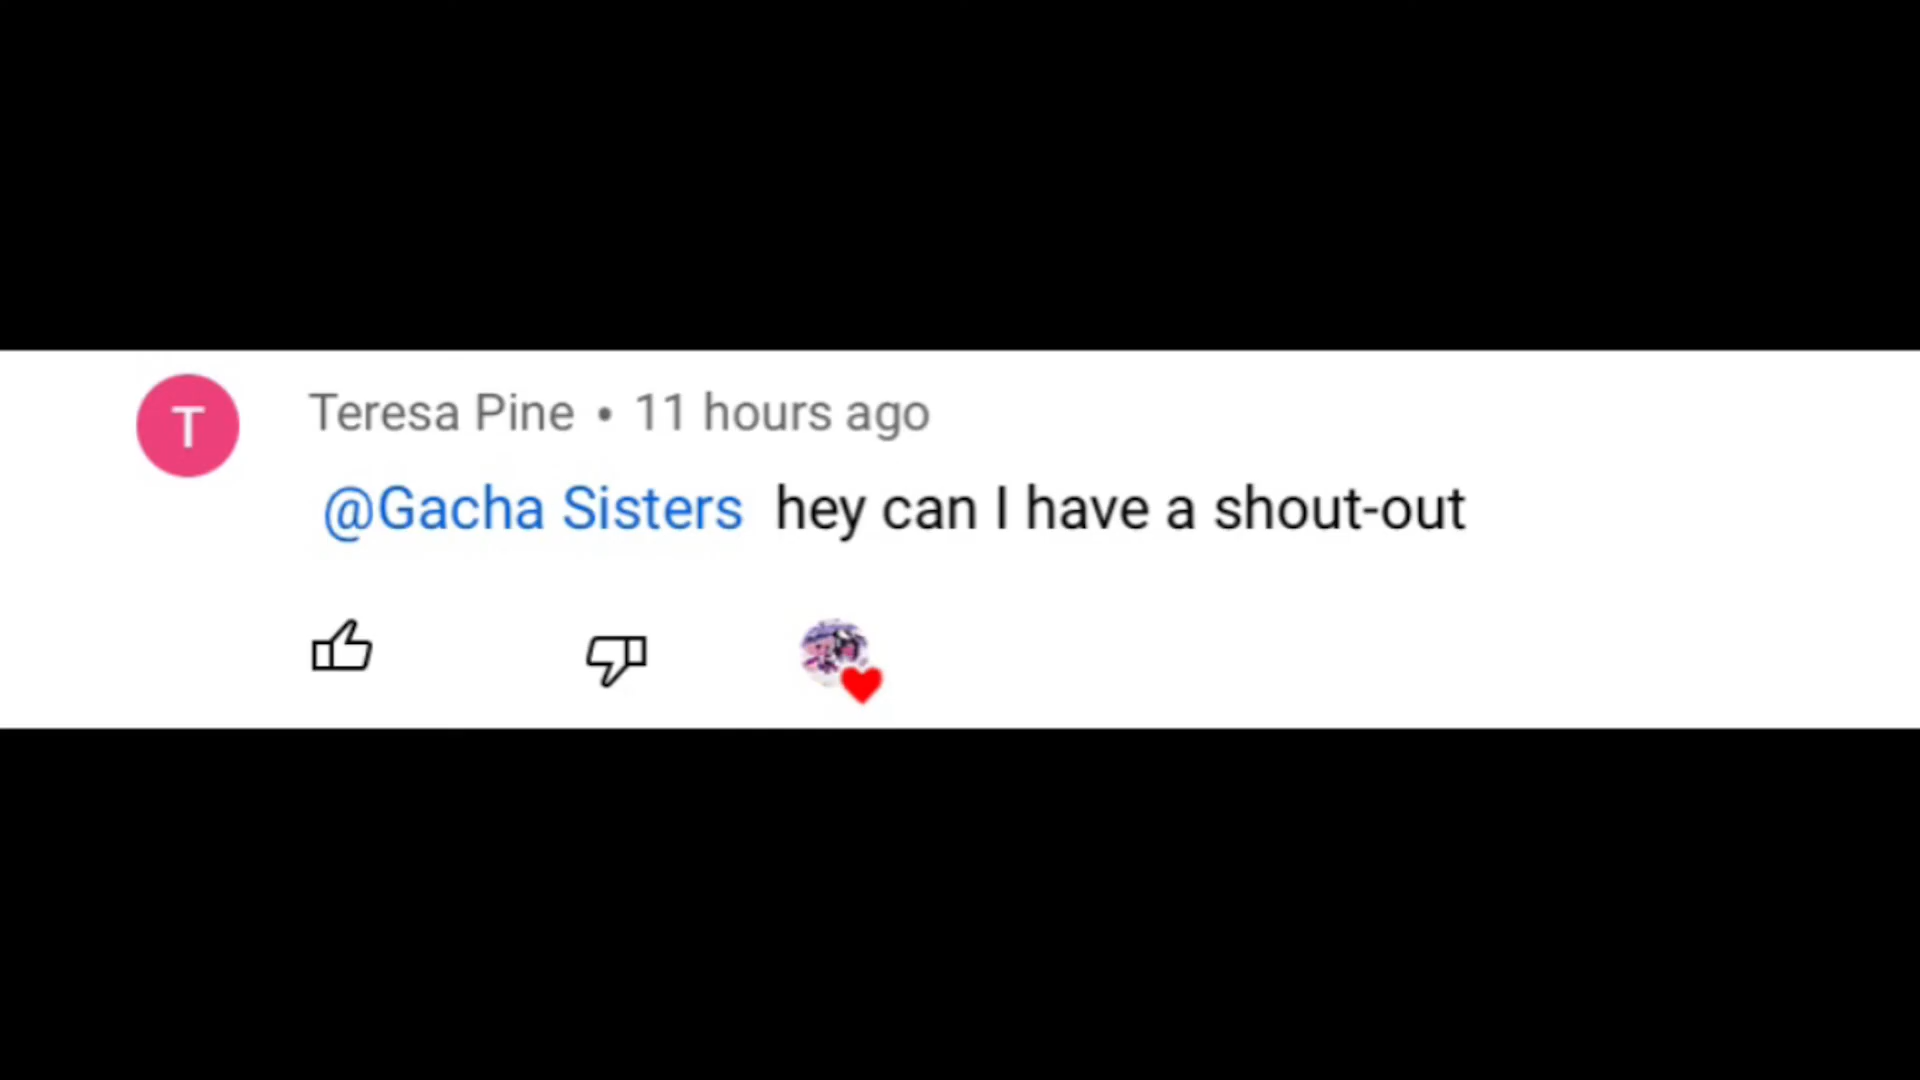 T
Teresa Pine • 11 hours ago
@Gacha Sisters hey can I have a shout-out